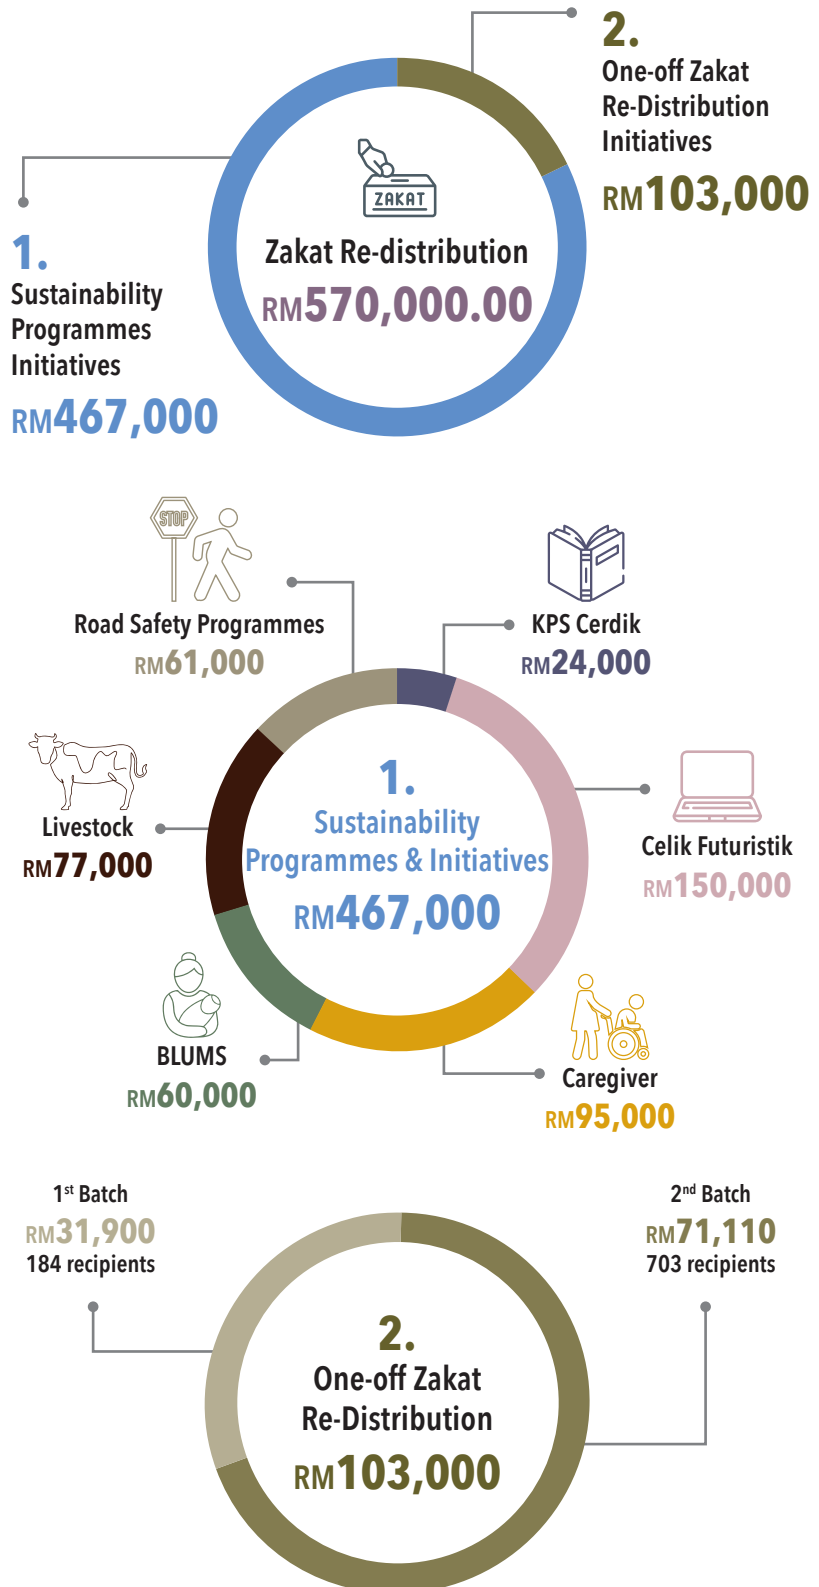 2.
One-off Zakat
Re-Distribution
Initiatives
RM103,000
ZAKAT
Zakat Re-distribution
RM570,000.00
1.
Sustainability
Programmes
Initiatives
RM467,000
STOP
Road Safety Programmes
RM61,000
KPS Cerdik
RM24,000
Livestock
RM77,000
1.
Sustainability
Programmes & Initiatives
RM467,000
Celik Futuristik
RM150,000
BLUMS
RM60,000
Caregiver
RM95,000
1st Batch
RM31,900
184 recipients
2nd Batch
RM71,110
703 recipients
2.
One-off Zakat
Re-Distribution
RM103,000